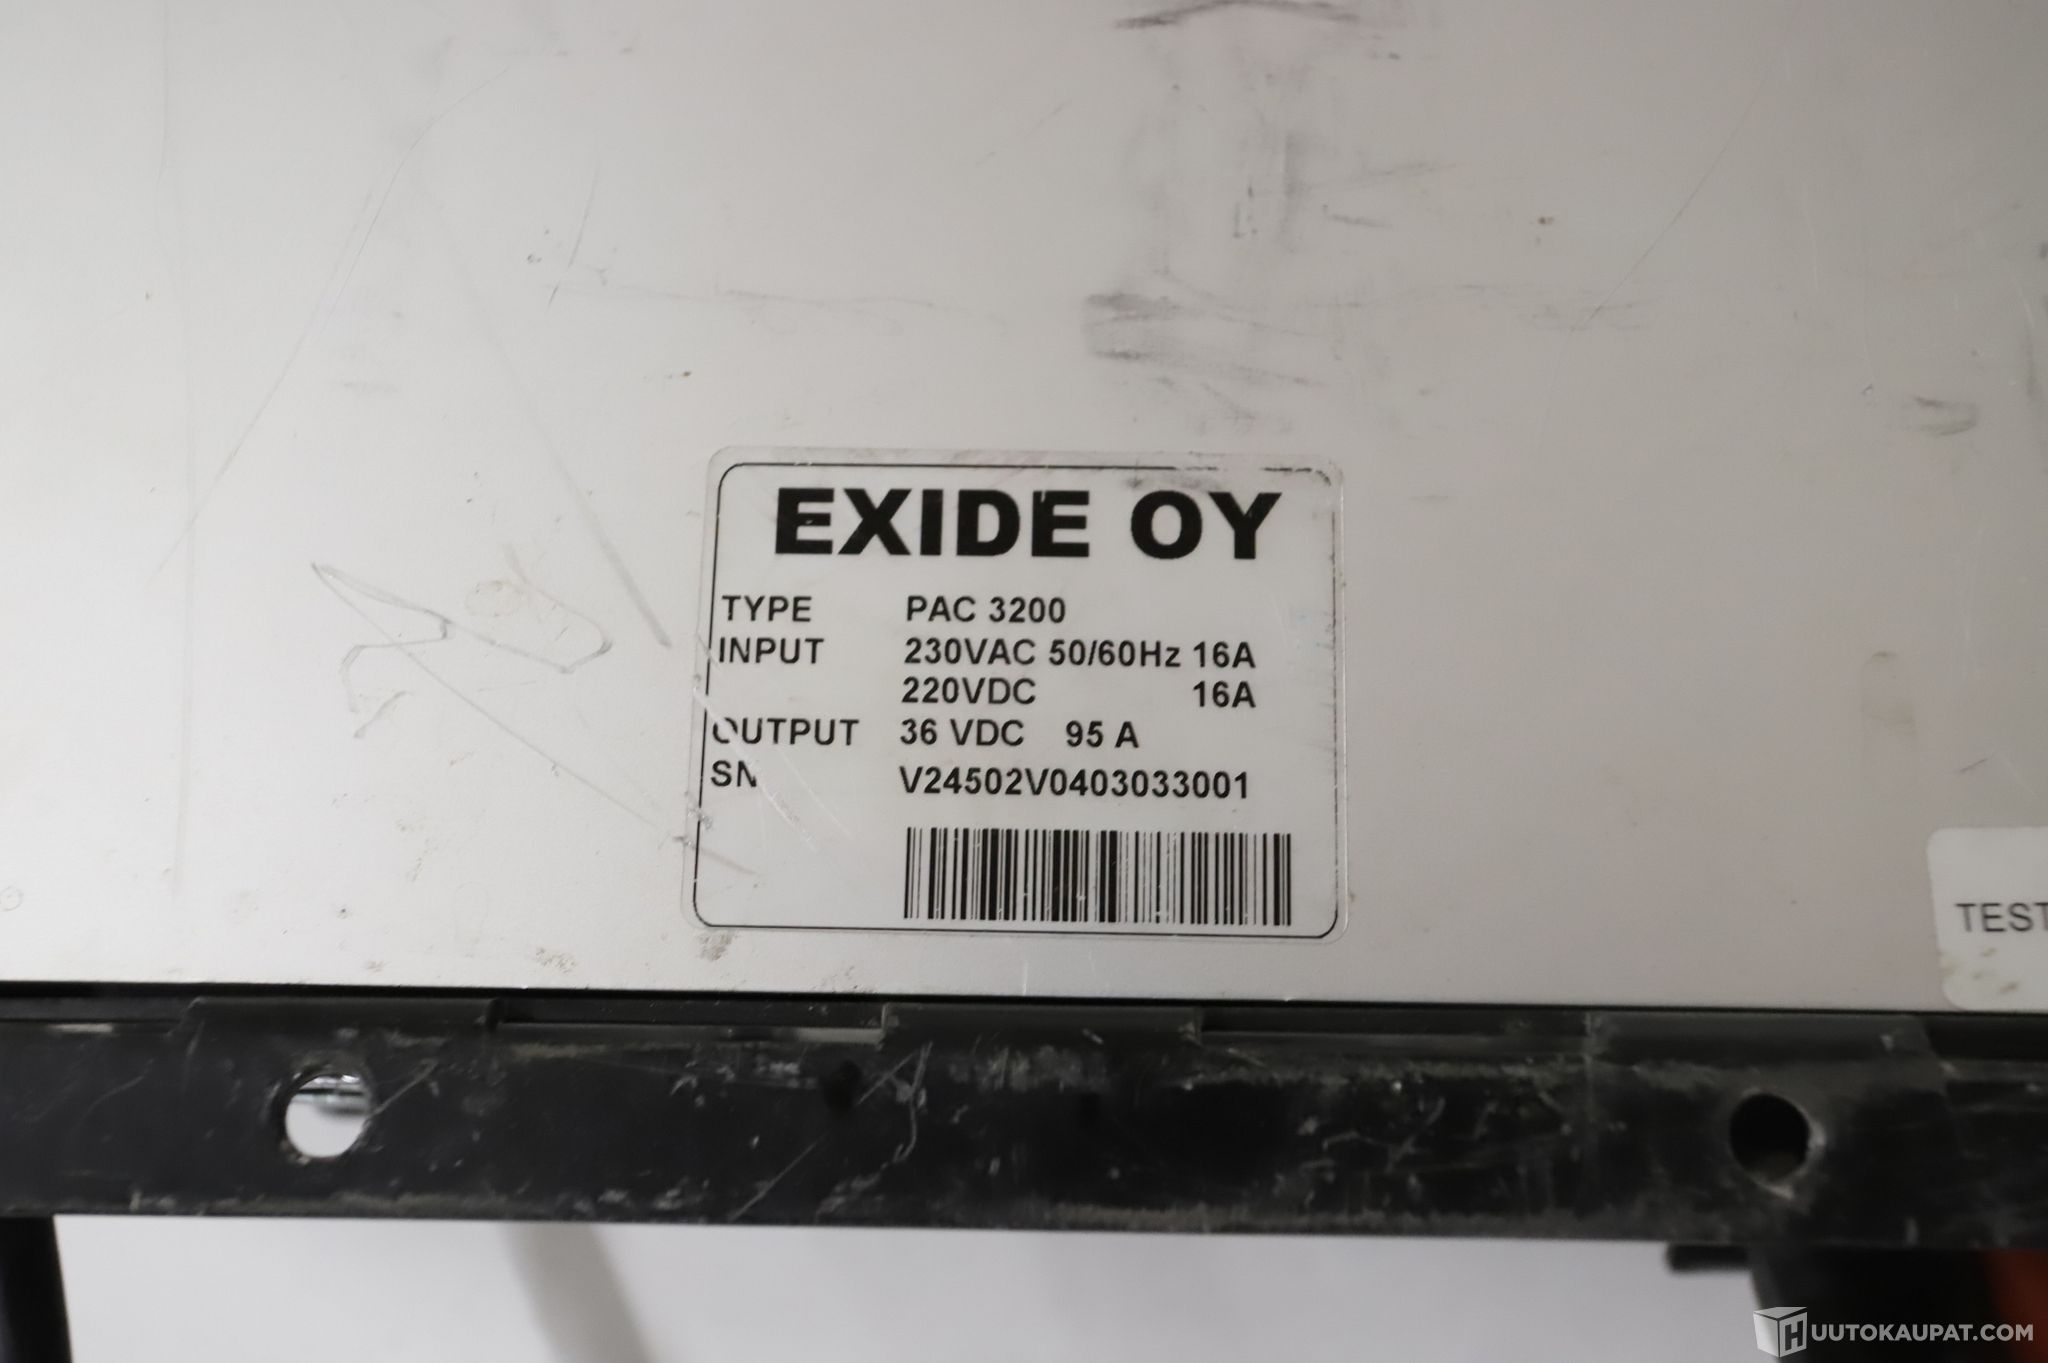 EXIDE OY
TYPE PAC 3200
INPUT 230VAC 50/60Hz 16A
220VDC 16A
OUTPUT 36 VDC 95 A
SN V24502V0403033001
TEST
HUUTOKAUPAT.COM